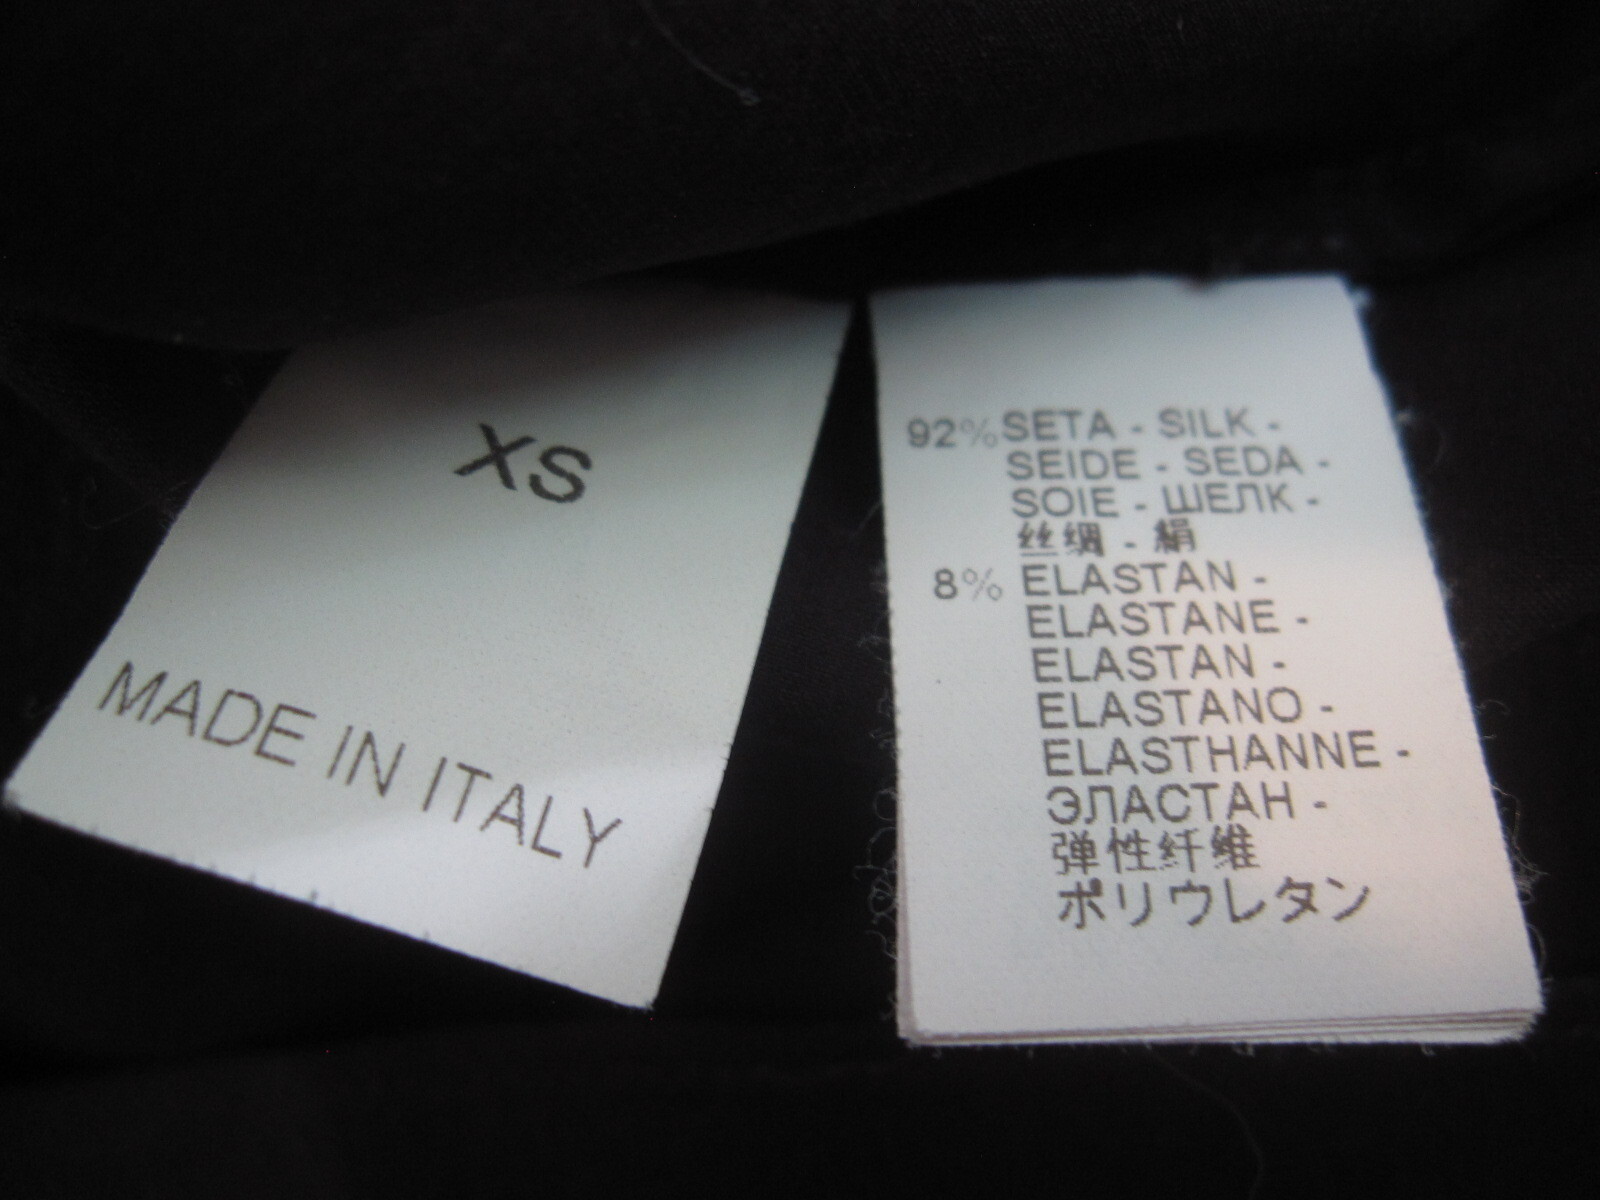 XS
MADE IN ITALY
92% SETA - SILK -
SEIDE - SEDA -
SOIE - ШЕЛК -
丝绸 - 絹
8% ELASTAN -
ELASTANE -
ELASTAN -
ELASTANO -
ELASTHANNE -
ЭЛАСТАН -
弹性纤维
ポリウレタン